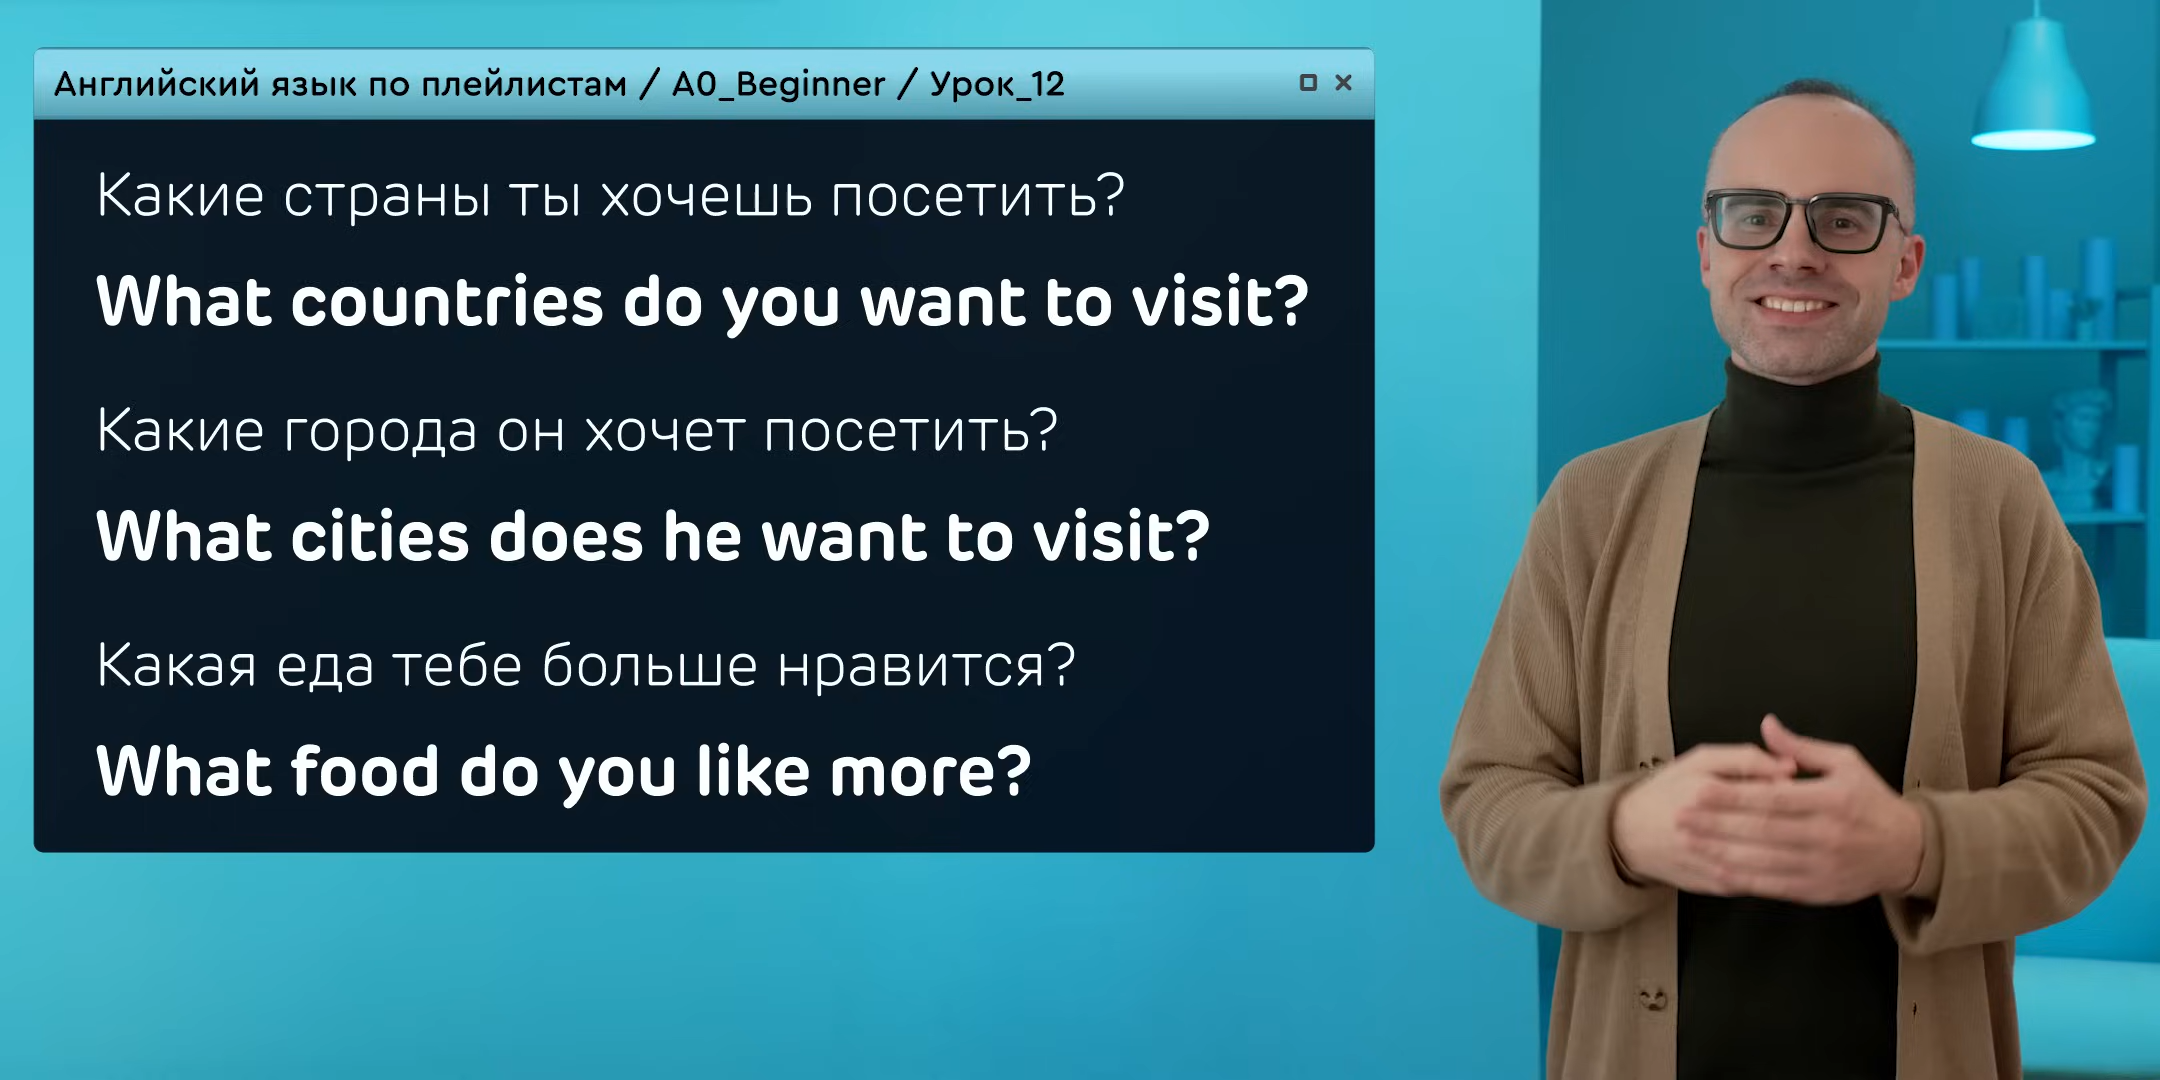 Английский язык по плейлистам / A0_Beginner / Урок_12
Какие страны ты хочешь посетить?
What countries do you want to visit?
Какие города он хочет посетить?
What cities does he want to visit?
Какая еда тебе больше нравится?
What food do you like more?